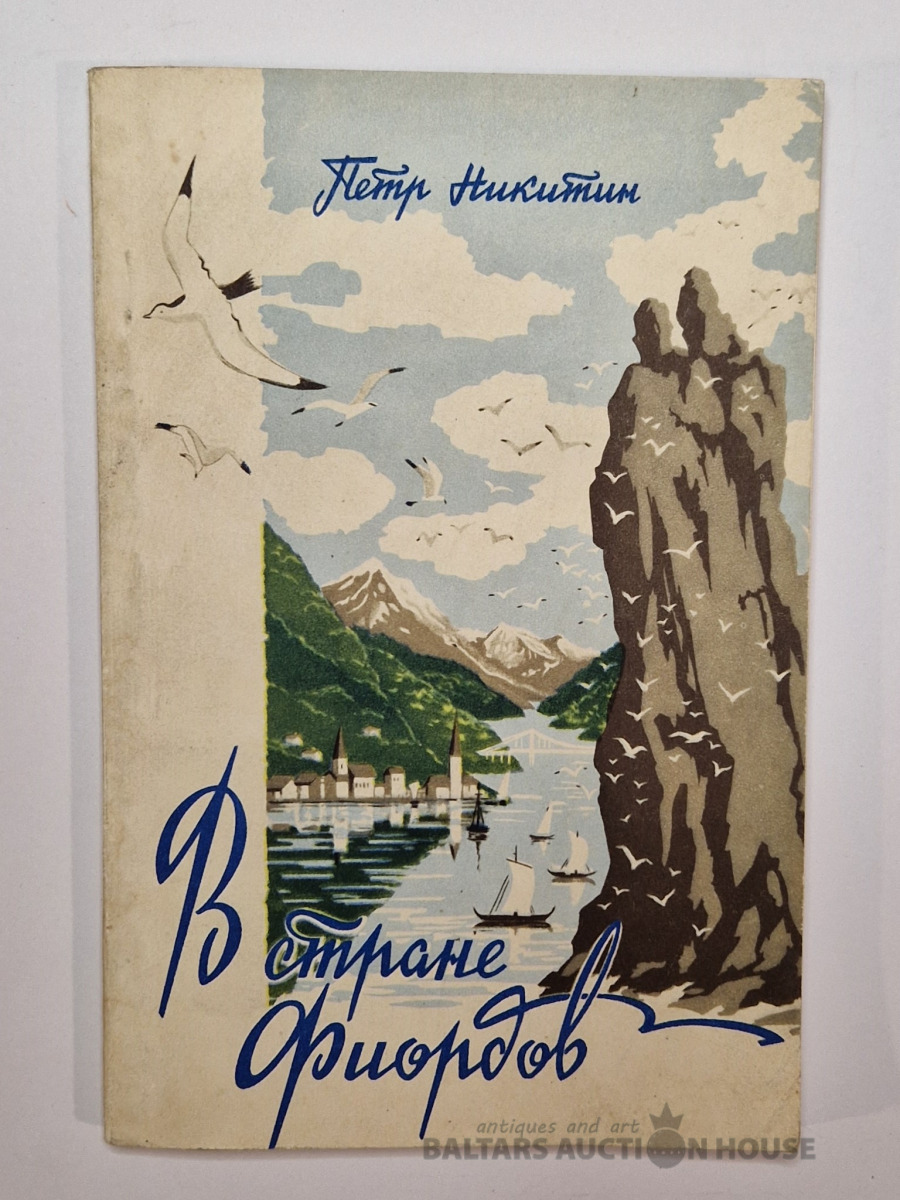 Петр Никитин
В стране
Фиордов
antiques and art
BALTARS AUCTION HOUSE